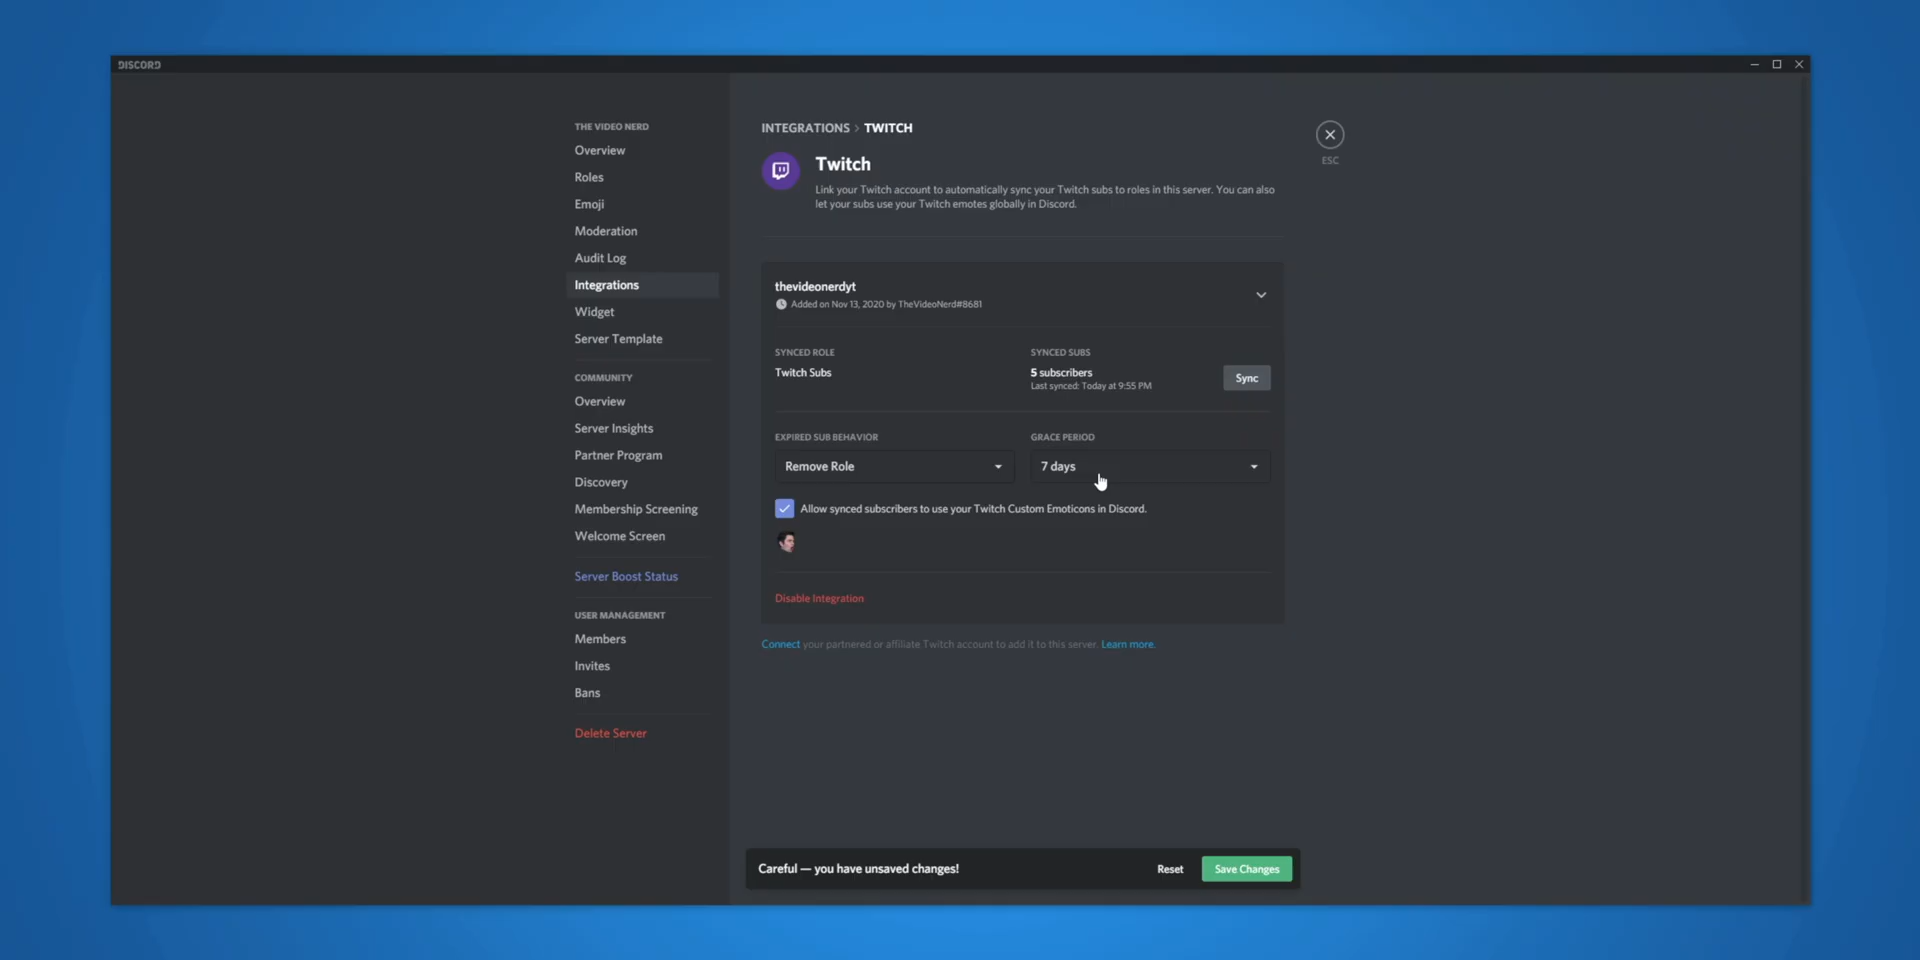 DISCORD
THE VIDEO NERD
Overview
Roles
Emoji
Moderation
Audit Log
Integrations
Widget
Server Template
COMMUNITY
Overview
Server Insights
Partner Program
Discovery
Membership Screening
Welcome Screen
Server Boost Status
USER MANAGEMENT
Members
Invites
Bans
Delete Server
INTEGRATIONS > TWITCH
ESC
Twitch
Link your Twitch account to automatically sync your Twitch subs to roles in this server. You can also
let your subs use your Twitch emotes globally in Discord.
thevideonerdyt
Added on Nov 13, 2020 by TheVideoNerd#8681
SYNCED ROLE
Twitch Subs
SYNCED SUBS
5 subscribers
Last synced: Today at 9:55 PM
Sync
EXPIRED SUB BEHAVIOR
Remove Role
GRACE PERIOD
7 days
Allow synced subscribers to use your Twitch Custom Emoticons in Discord.
Disable Integration
Connect your partnered or affiliate Twitch account to add it to this server. Learn more.
Careful — you have unsaved changes!
Reset
Save Changes